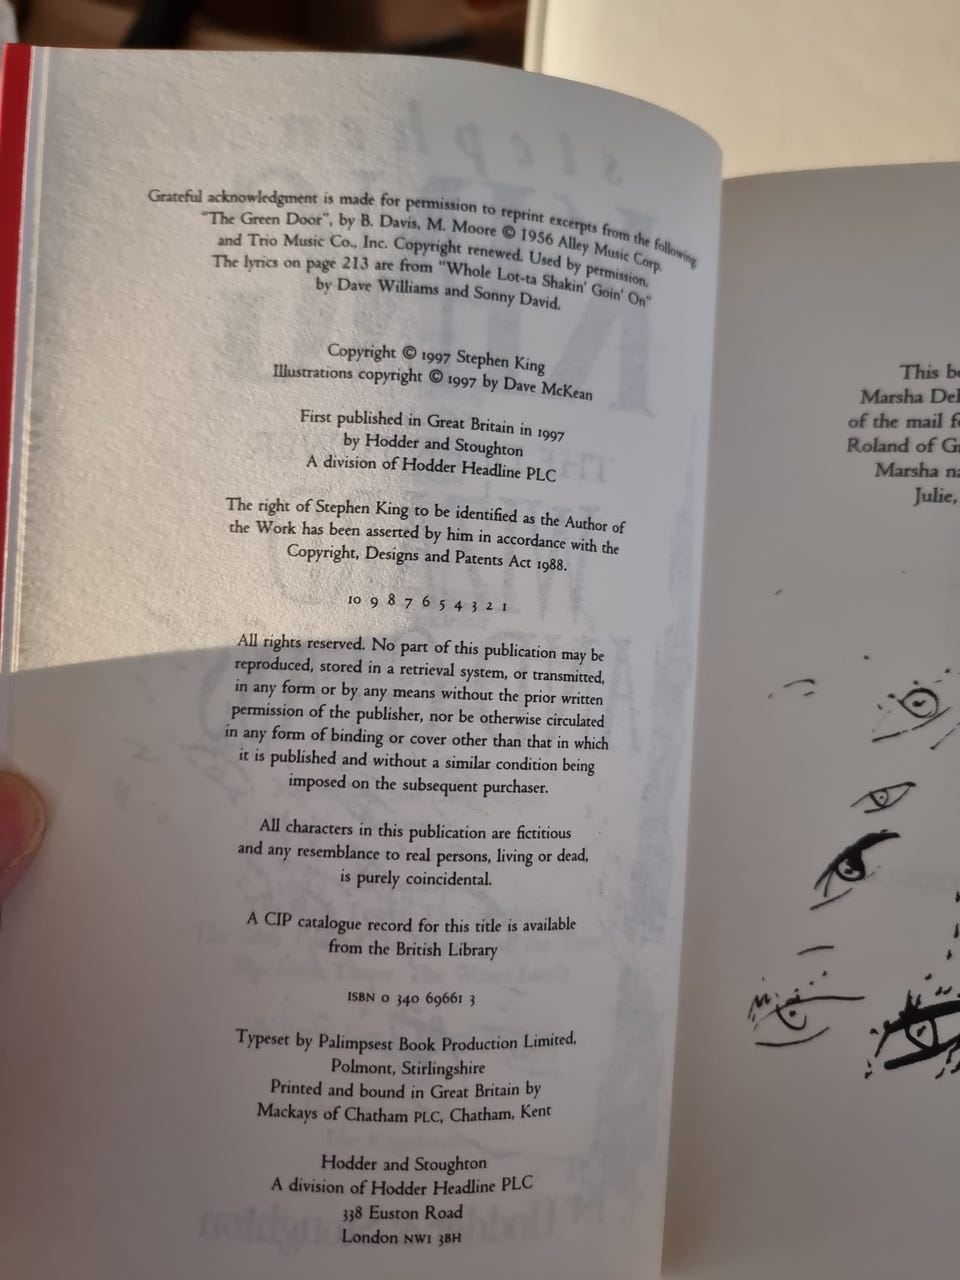 Grateful acknowledgment is made for permission to reprint excerpts from the following
"The Green Door", by B. Davis, M. Moore © 1956 Alley Music Corp.
and Trio Music Co., Inc. Copyright renewed. Used by permission.
The lyrics on page 213 are from "Whole Lot-ta Shakin' Goin' On"
by Dave Williams and Sonny David.
Copyright © 1997 Stephen King
Illustrations copyright © 1997 by Dave McKean
First published in Great Britain in 1997
by Hodder and Stoughton
A division of Hodder Headline PLC
The right of Stephen King to be identified as the Author of
the Work has been asserted by him in accordance with the
Copyright, Designs and Patents Act 1988.
10 9 8 7 6 5 4 3 2 1
All rights reserved. No part of this publication may be
reproduced, stored in a retrieval system, or transmitted,
in any form or by any means without the prior written
permission of the publisher, nor be otherwise circulated
in any form of binding or cover other than that in which
it is published and without a similar condition being
imposed on the subsequent purchaser.
All characters in this publication are fictitious
and any resemblance to real persons, living or dead,
is purely coincidental.
A CIP catalogue record for this title is available
from the British Library
ISBN 0 340 69661 3
Typeset by Palimpsest Book Production Limited,
Polmont, Stirlingshire
Printed and bound in Great Britain by
Mackays of Chatham PLC, Chatham, Kent
Hodder and Stoughton
A division of Hodder Headline PLC
338 Euston Road
London NW1 3BH
This
Marsha
of the mail
Roland of
Marsha
Julie,